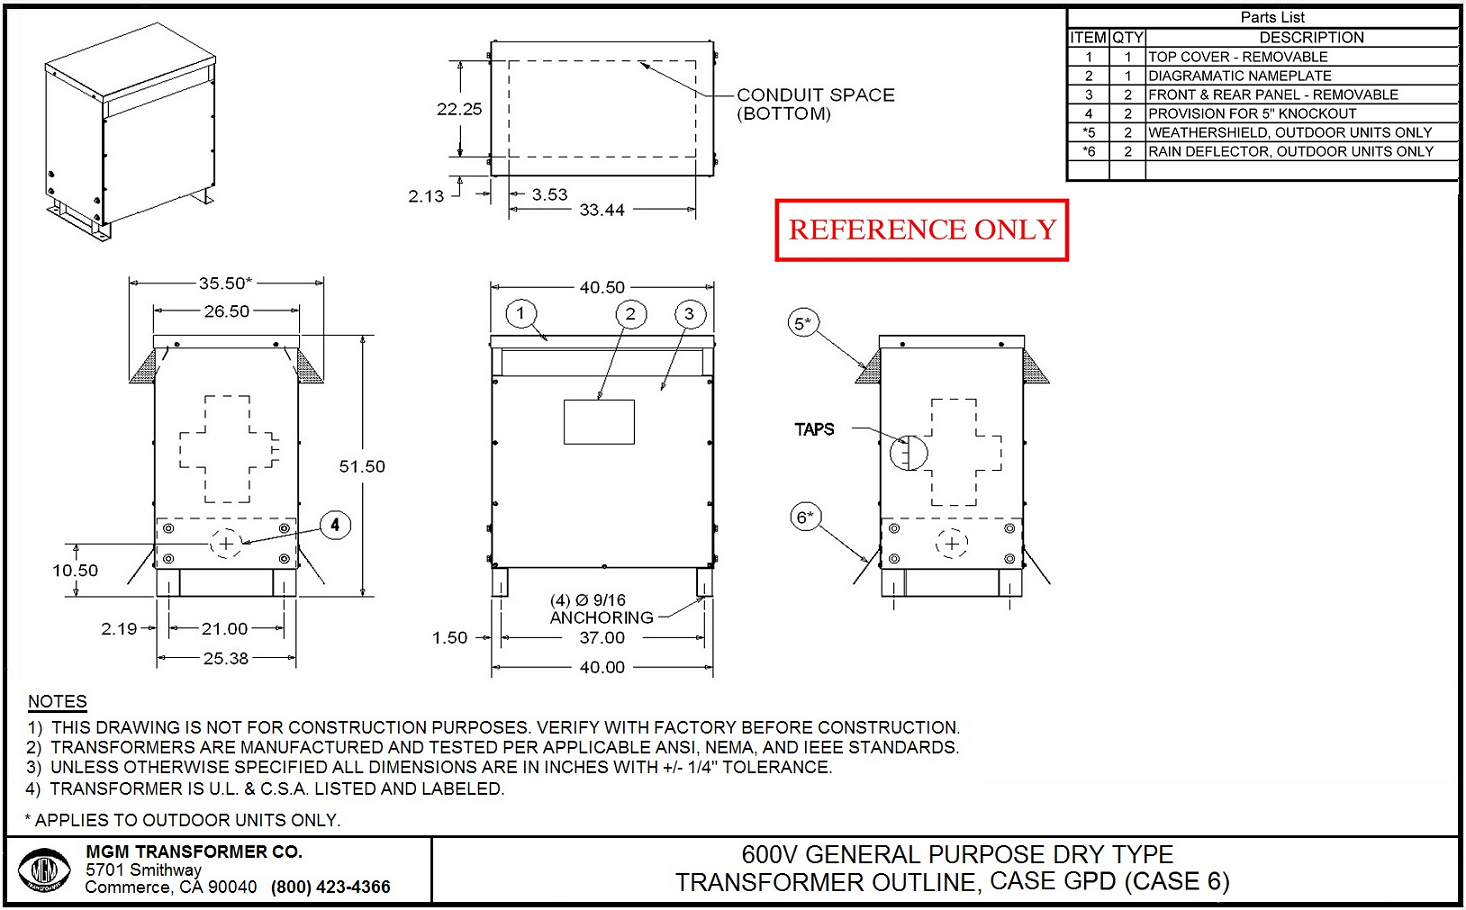 Parts List
ITEM QTY DESCRIPTION
1 1 TOP COVER - REMOVABLE
2 1 DIAGRAMATIC NAMEPLATE
3 2 FRONT & REAR PANEL - REMOVABLE
4 2 PROVISION FOR 5" KNOCKOUT
*5 2 WEATHERSHIELD, OUTDOOR UNITS ONLY
*6 2 RAIN DEFLECTOR, OUTDOOR UNITS ONLY
22.25
CONDUIT SPACE
(BOTTOM)
2.13
3.53
33.44
REFERENCE ONLY
35.50*
26.50
51.50
4
10.50
2.19
21.00
25.38
40.50
1
2
3
(4) Ø 9/16
ANCHORING
1.50
37.00
40.00
5*
TAPS
6*
NOTES
1) THIS DRAWING IS NOT FOR CONSTRUCTION PURPOSES. VERIFY WITH FACTORY BEFORE CONSTRUCTION.
2) TRANSFORMERS ARE MANUFACTURED AND TESTED PER APPLICABLE ANSI, NEMA, AND IEEE STANDARDS.
3) UNLESS OTHERWISE SPECIFIED ALL DIMENSIONS ARE IN INCHES WITH +/- 1/4" TOLERANCE.
4) TRANSFORMER IS U.L. & C.S.A. LISTED AND LABELED.
* APPLIES TO OUTDOOR UNITS ONLY.
MGM
TRANSFORMER
MGM TRANSFORMER CO.
5701 Smithway
Commerce, CA 90040 (800) 423-4366
600V GENERAL PURPOSE DRY TYPE
TRANSFORMER OUTLINE, CASE GPD (CASE 6)